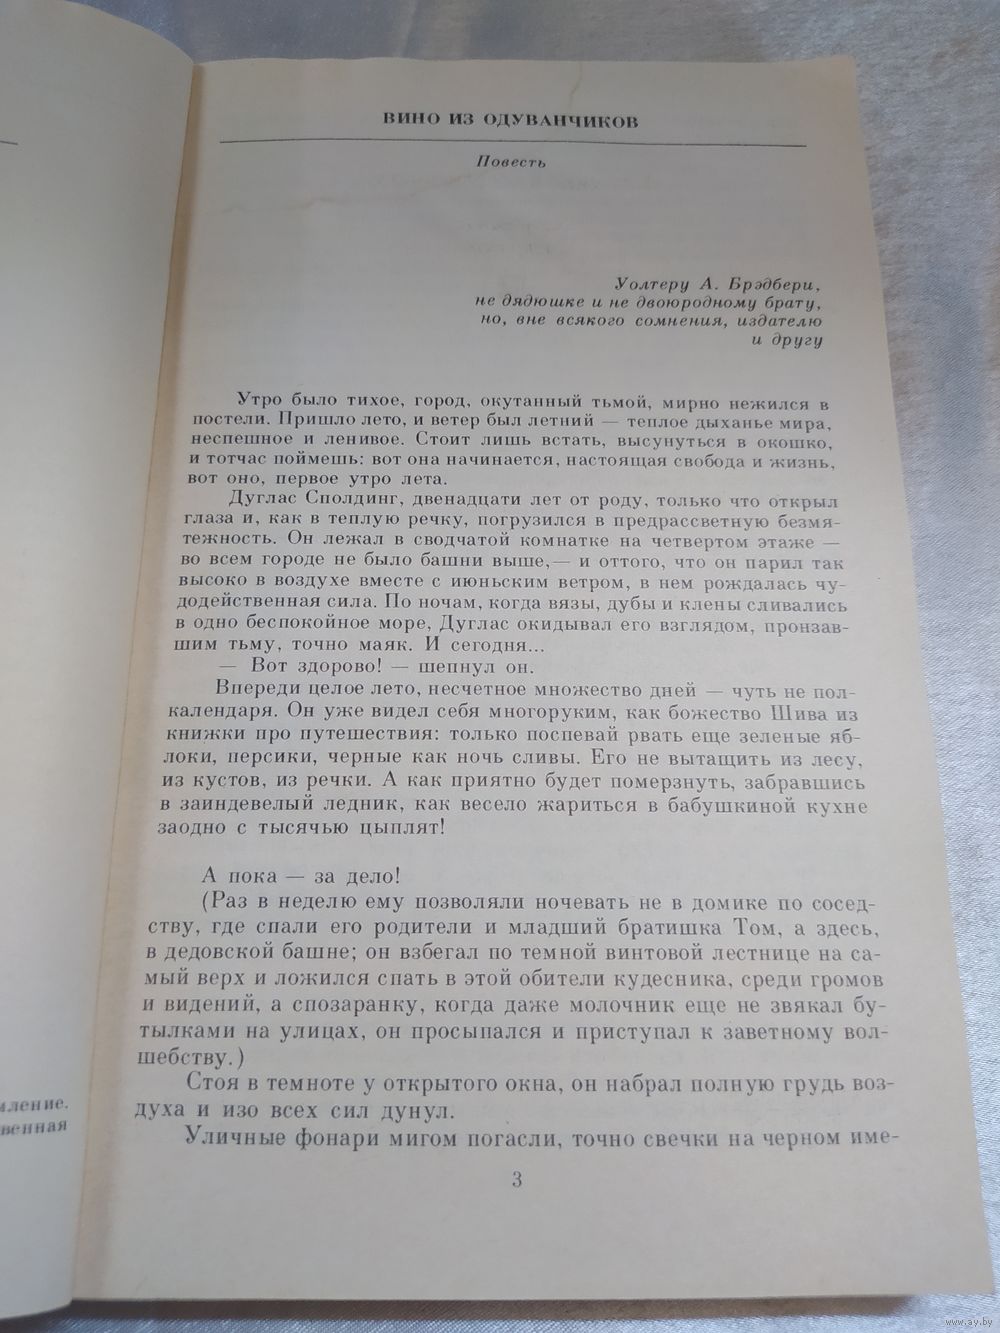 ВИНО ИЗ ОДУВАНЧИКОВ
Повесть
Уолтеру А. Брэдбери,
не дядюшке и не двоюродному брату,
но, вне всякого сомнения, издателю
и другу
Утро было тихое, город, окутанный тьмой, мирно нежился в
постели. Пришло лето, и ветер был летний — теплое дыханье мира,
неспешное и ленивое. Стоит лишь встать, высунуться в окошко,
и тотчас поймешь: вот она начинается, настоящая свобода и жизнь,
вот оно, первое утро лета.
Дуглас Сполдинг, двенадцати лет от роду, только что открыл
глаза и, как в теплую речку, погрузился в предрассветную безмя-
тежность. Он лежал в сводчатой комнатке на четвертом этаже —
во всем городе не было башни выше,— и оттого, что он парил так
высоко в воздухе вместе с июньским ветром, в нем рождалась чу-
додейственная сила. По ночам, когда вязы, дубы и клены сливались
в одно беспокойное море, Дуглас окидывал его взглядом, пронзав-
шим тьму, точно маяк. И сегодня...
— Вот здорово! — шепнул он.
Впереди целое лето, несчетное множество дней — чуть не пол-
календаря. Он уже видел себя многоруким, как божество Шива из
книжки про путешествия: только поспевай рвать еще зеленые яб-
локи, персики, черные как ночь сливы. Его не вытащить из лесу,
из кустов, из речки. А как приятно будет померзнуть, забравшись
в заиндевелый ледник, как весело жариться в бабушкиной кухне
заодно с тысячью цыплят!
А пока — за дело!
(Раз в неделю ему позволяли ночевать не в домике по сосед-
ству, где спали его родители и младший братишка Том, а здесь,
в дедовской башне; он взбегал по темной винтовой лестнице на са-
мый верх и ложился спать в этой обители кудесника, среди громов
и видений, а спозаранку, когда даже молочник еще не звякал бу-
тылками на улицах, он просыпался и приступал к заветному вол-
шебству.)
Стоя в темноте у открытого окна, он набрал полную грудь воз-
духа и изо всех сил дунул.
Уличные фонари мигом погасли, точно свечки на черном име-
3
мление.
венная
www.ay.by